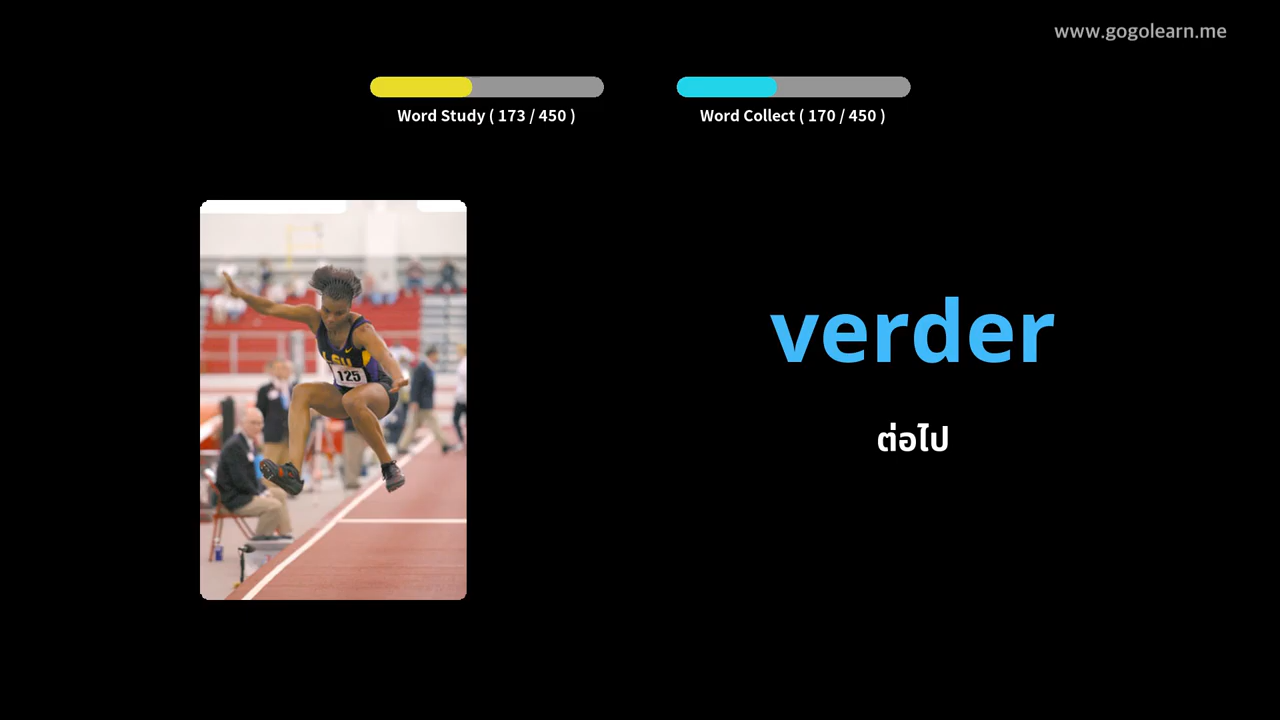 www.gogolearn.me
Word Study ( 173 / 450 )
Word Collect ( 170 / 450 )
LSU
125
verder
ต่อไป